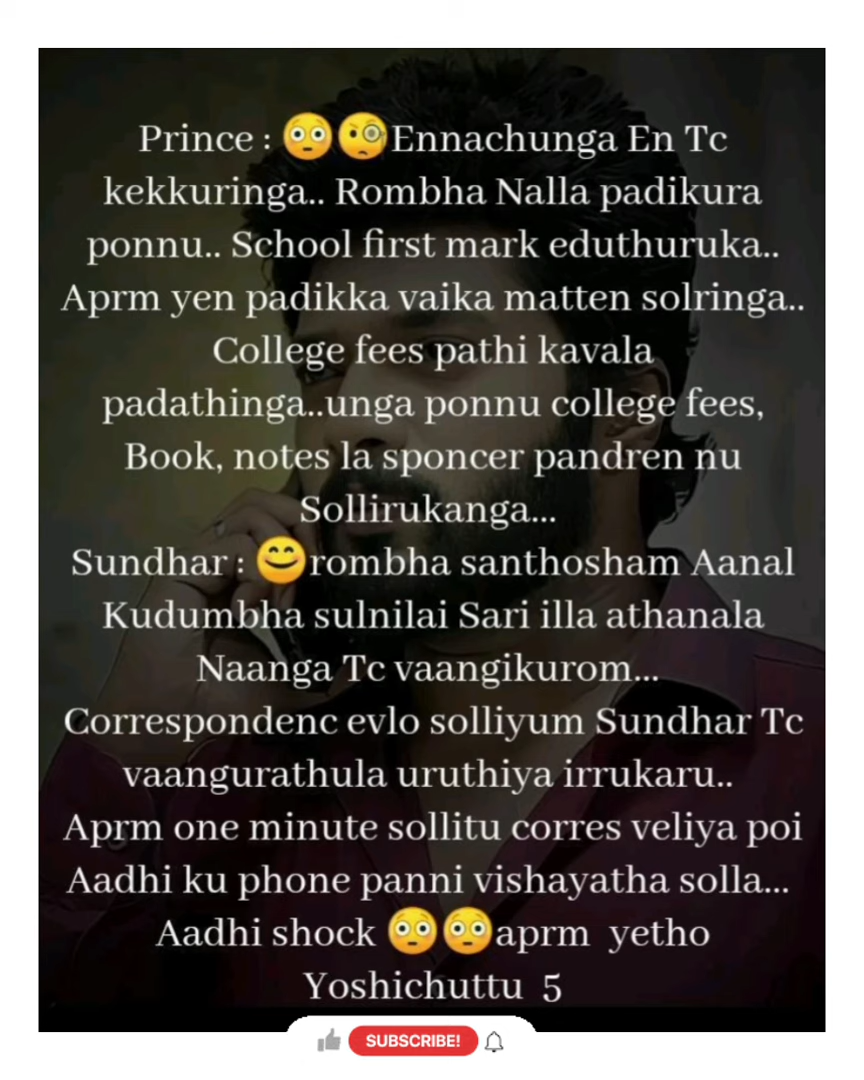 Prince : 😳🧐Ennachunga En Tc
kekkuringa.. Rombha Nalla padikura
ponnu.. School first mark eduthuruka..
Aprm yen padikka vaika matten solringa..
College fees pathi kavala
padathinga..unga ponnu college fees,
Book, notes la sponcer pandren nu
Sollirukanga...
Sundhar : 😊rombha santhosham Aanal
Kudumbha sulnilai Sari illa athanala
Naanga Tc vaangikurom...
Correspondenc evlo solliyum Sundhar Tc
vaangurathula uruthiya irrukaru..
Aprm one minute sollitu corres veliya poi
Aadhi ku phone panni vishayatha solla...
Aadhi shock 😳😳aprm yetho
Yoshichuttu 5
SUBSCRIBE!